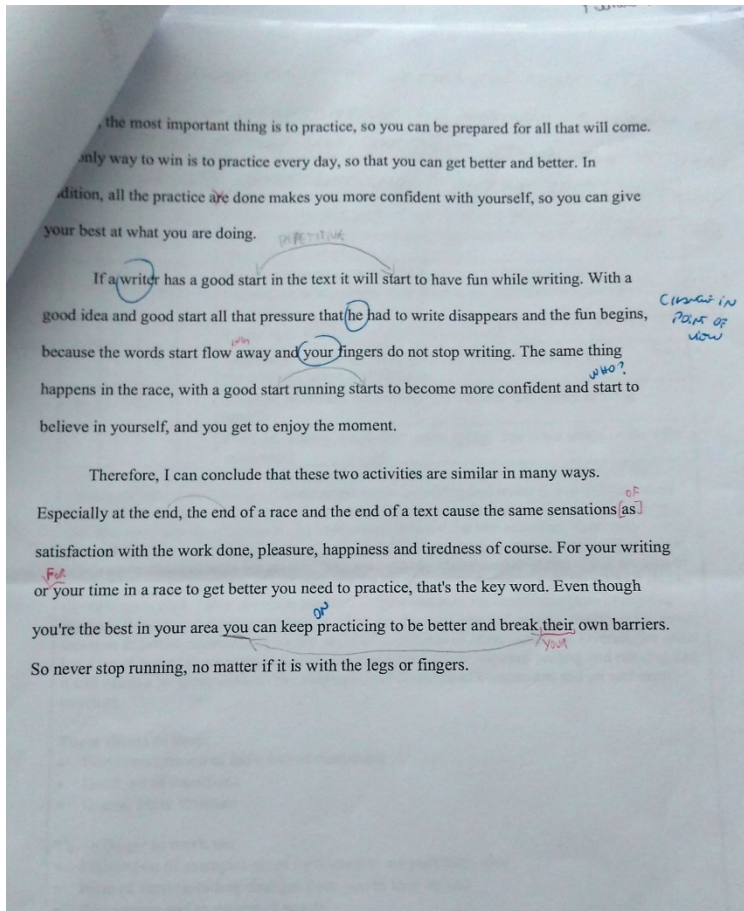 , the most important thing is to practice, so you can be prepared for all that will come.
only way to win is to practice every day, so that you can get better and better. In
dition, all the practice are done makes you more confident with yourself, so you can give
your best at what you are doing.
REPETITIVE
If a writer has a good start in the text it will start to have fun while writing. With a
good idea and good start all that pressure that he had to write disappears and the fun begins,
CHANGE IN
POINT OF
VIEW
because the words start flow away and your fingers do not stop writing. The same thing
WHO?
happens in the race, with a good start running starts to become more confident and start to
believe in yourself, and you get to enjoy the moment.
Therefore, I can conclude that these two activities are similar in many ways.
OF
Especially at the end, the end of a race and the end of a text cause the same sensations [as]
satisfaction with the work done, pleasure, happiness and tiredness of course. For your writing
For
or your time in a race to get better you need to practice, that's the key word. Even though
ON
you're the best in your area you can keep practicing to be better and break their own barriers.
your
So never stop running, no matter if it is with the legs or fingers.